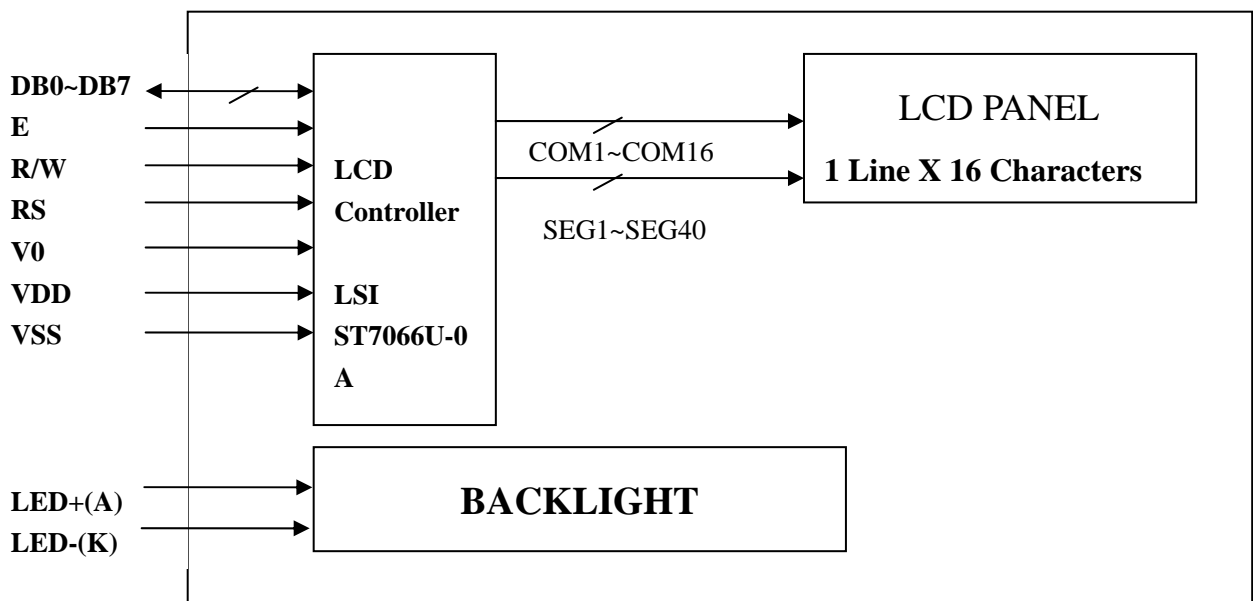 DB0~DB7
E
R/W
RS
V0
VDD
VSS
LED+(A)
LED-(K)
LCD
Controller
LSI
ST7066U-0
A
COM1~COM16
SEG1~SEG40
LCD PANEL
1 Line X 16 Characters
BACKLIGHT